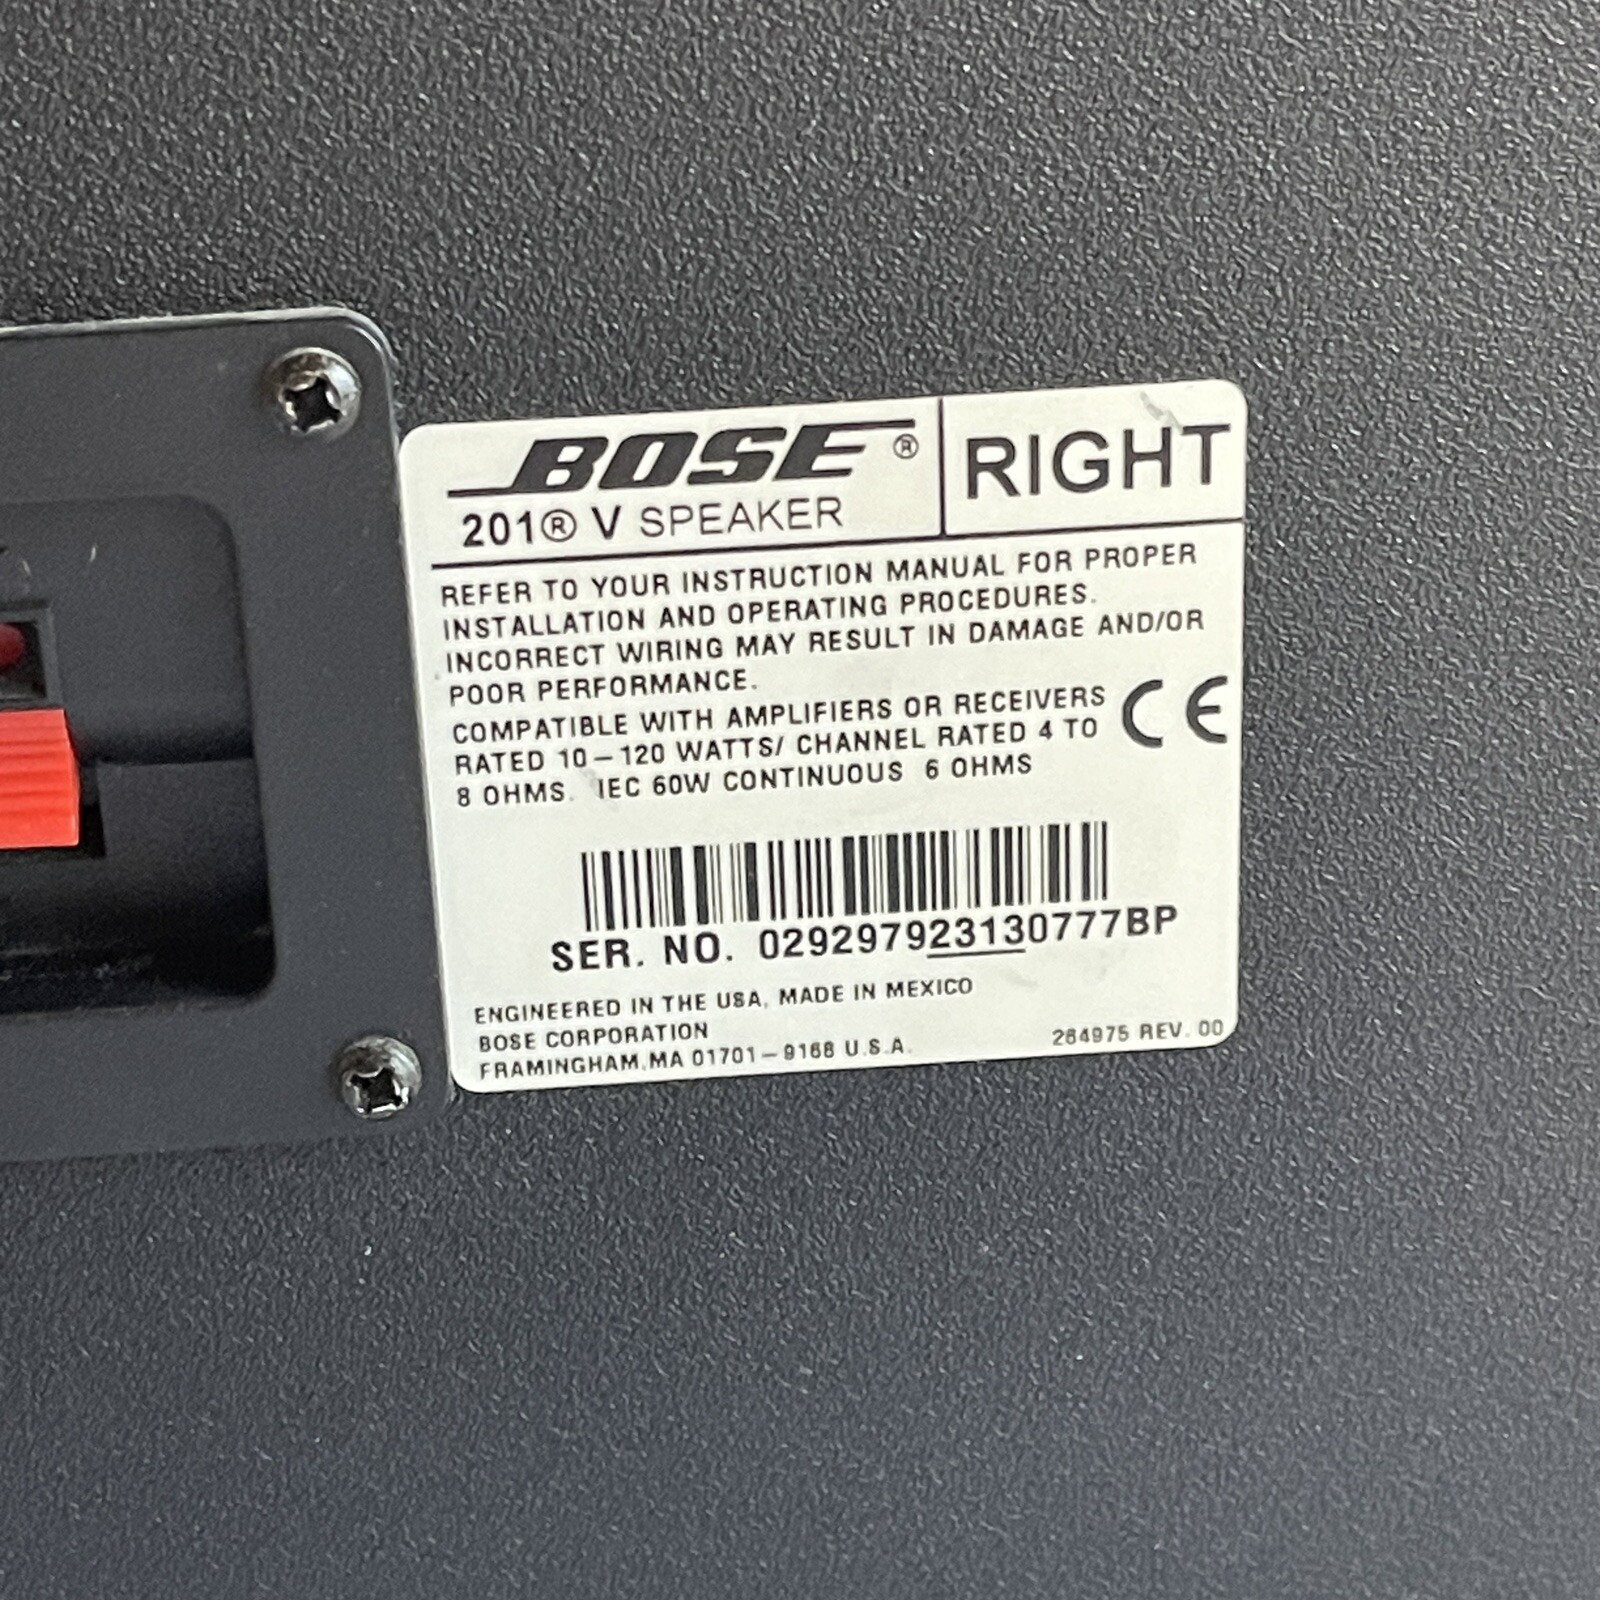 BOSE®
201® V SPEAKER
RIGHT
REFER TO YOUR INSTRUCTION MANUAL FOR PROPER
INSTALLATION AND OPERATING PROCEDURES.
INCORRECT WIRING MAY RESULT IN DAMAGE AND/OR
POOR PERFORMANCE.
COMPATIBLE WITH AMPLIFIERS OR RECEIVERS
RATED 10–120 WATTS/ CHANNEL RATED 4 TO
8 OHMS. IEC 60W CONTINUOUS 6 OHMS
CE
SER. NO. 029297923130777BP
ENGINEERED IN THE USA, MADE IN MEXICO
BOSE CORPORATION
FRAMINGHAM,MA 01701–9168 U.S.A.
264975 REV. 00